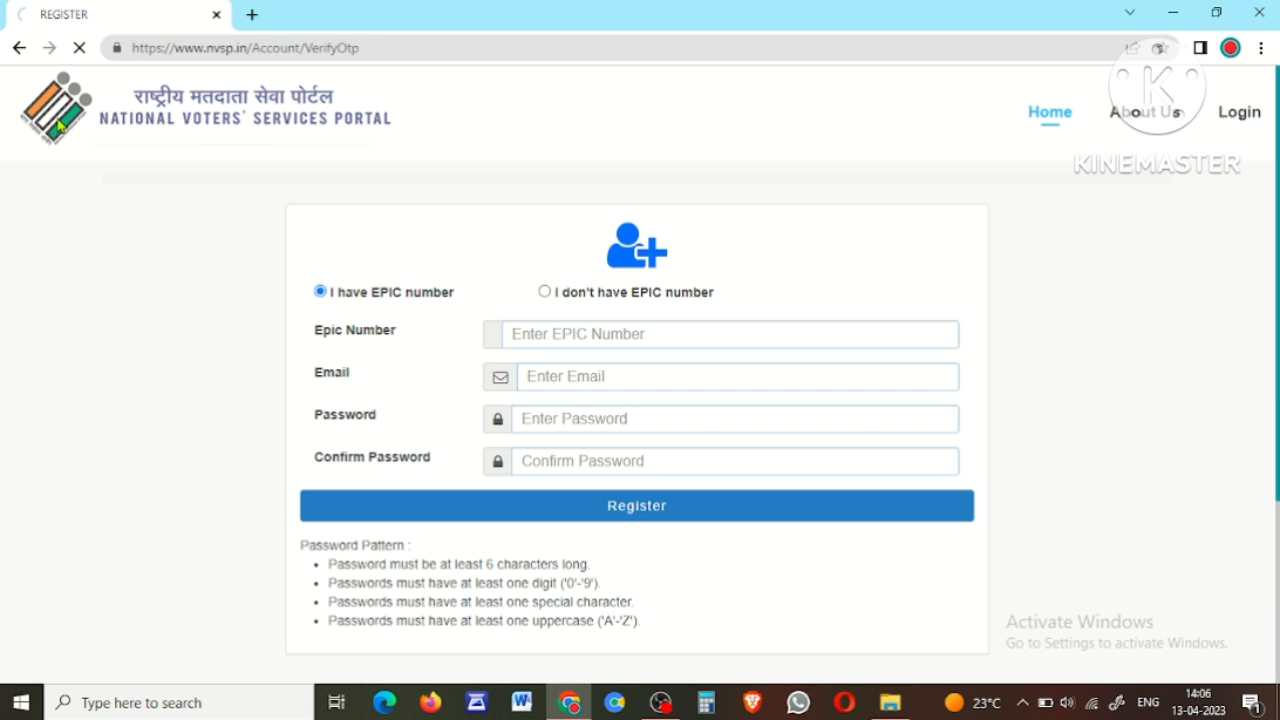 REGISTER
https://www.nvsp.in/Account/VerifyOtp
राष्ट्रीय मतदाता सेवा पोर्टल
NATIONAL VOTERS' SERVICES PORTAL
Home About Us Login
K
KINEMASTER
I have EPIC number I don't have EPIC number
Epic Number Enter EPIC Number
Email Enter Email
Password Enter Password
Confirm Password Confirm Password
Register
Password Pattern :
• Password must be at least 6 characters long.
• Passwords must have at least one digit ('0'-'9').
• Passwords must have at least one special character.
• Passwords must have at least one uppercase ('A'-'Z').
Activate Windows
Go to Settings to activate Windows.
Type here to search 23°C ENG 14:06
13-04-2023 1